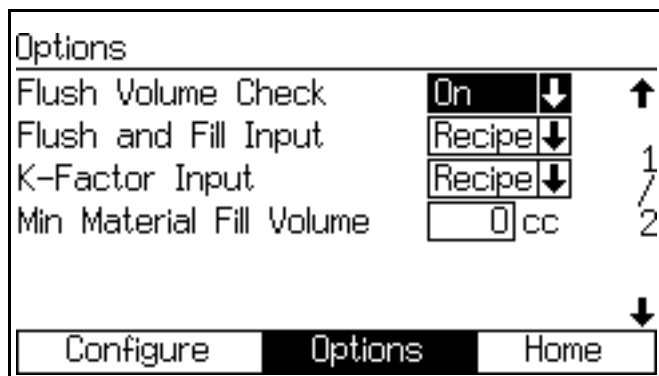 Options
Flush Volume Check On
Flush and Fill Input Recipe
K-Factor Input Recipe
Min Material Fill Volume 0 cc
1/2
Configure Options Home